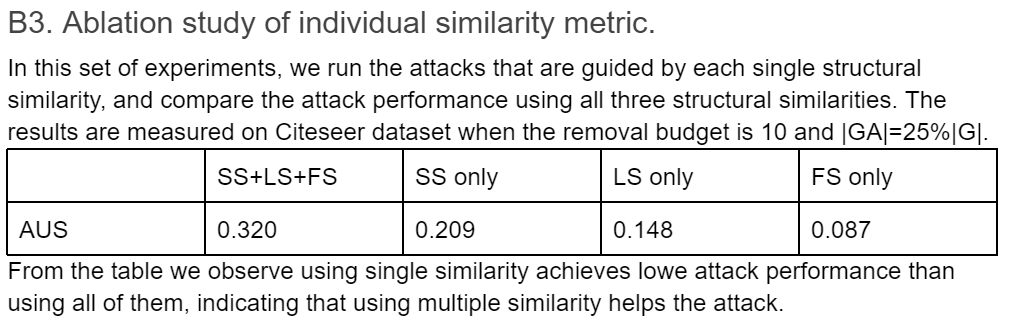 B3. Ablation study of individual similarity metric.
In this set of experiments, we run the attacks that are guided by each single structural
similarity, and compare the attack performance using all three structural similarities. The
results are measured on Citeseer dataset when the removal budget is 10 and |GA|=25%|G|.
SS+LS+FS SS only LS only FS only
AUS 0.320 0.209 0.148 0.087
From the table we observe using single similarity achieves lowe attack performance than
using all of them, indicating that using multiple similarity helps the attack.